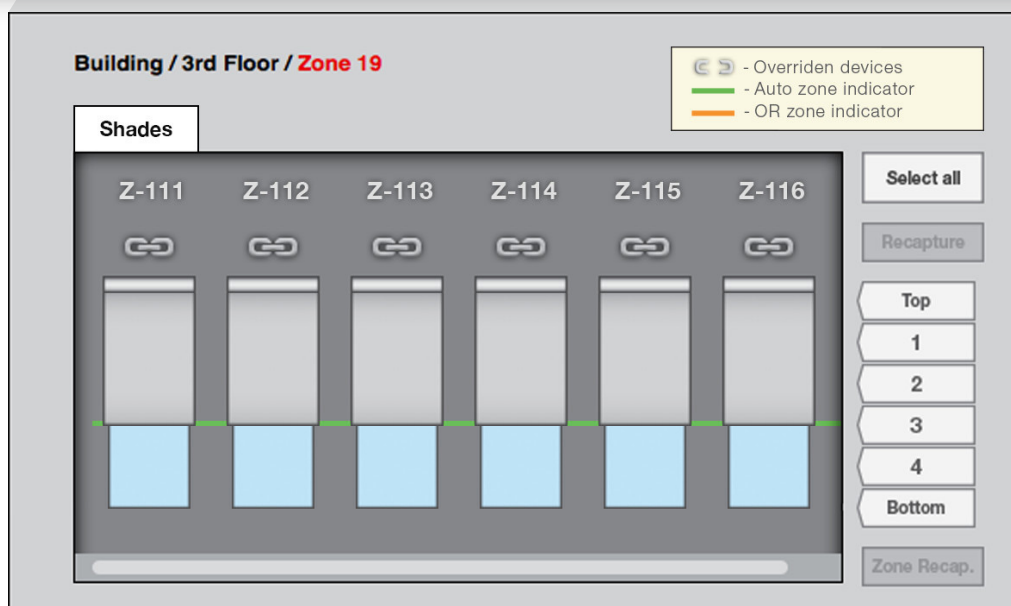 Building / 3rd Floor / Zone 19
- Overriden devices
- Auto zone indicator
- OR zone indicator
Shades
Z-111 Z-112 Z-113 Z-114 Z-115 Z-116
Select all
Recapture
Top
1
2
3
4
Bottom
Zone Recap.